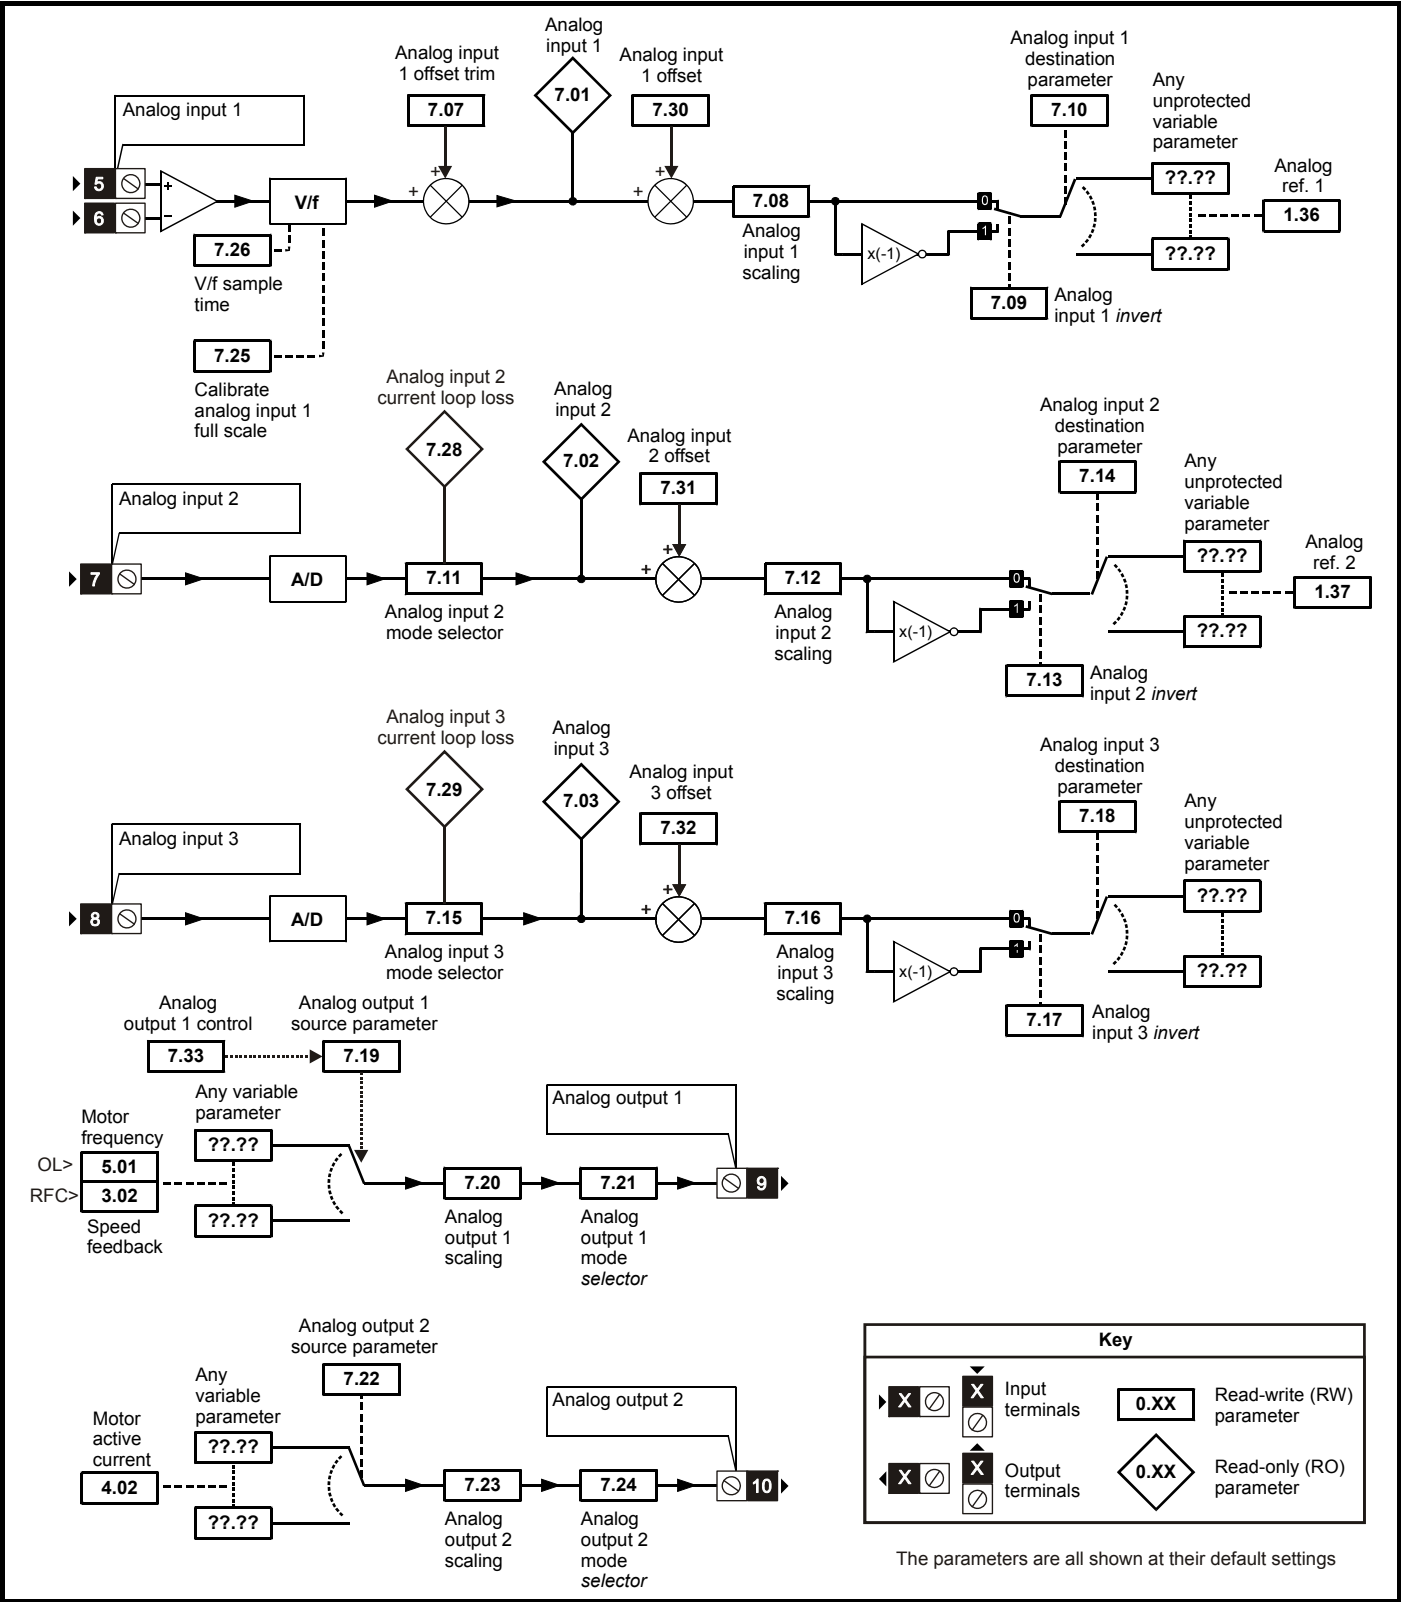 Analog
input 1
Analog input
1 offset trim
7.07
7.01
Analog input
1 offset
7.30
Analog input 1
destination
parameter
7.10
Any
unprotected
variable
parameter
??.??
??.??
Analog
ref. 1
1.36
Analog input 1
5
6
+
−
V/f
+
+
+
+
7.08
Analog
input 1
scaling
x(-1)
0
1
7.09
Analog
input 1 invert
7.26
V/f sample
time
7.25
Calibrate
analog input 1
full scale
Analog input 2
current loop loss
7.28
Analog
input 2
7.02
Analog input
2 offset
7.31
Analog input 2
destination
parameter
7.14
Any
unprotected
variable
parameter
??.??
??.??
Analog
ref. 2
1.37
Analog input 2
7
A/D
7.11
Analog input 2
mode selector
+
+
7.12
Analog
input 2
scaling
x(-1)
0
1
7.13
Analog
input 2 invert
Analog input 3
current loop loss
7.29
Analog
input 3
7.03
Analog input
3 offset
7.32
Analog input 3
destination
parameter
7.18
Any
unprotected
variable
parameter
??.??
??.??
Analog input 3
8
A/D
7.15
Analog input 3
mode selector
+
+
7.16
Analog
input 3
scaling
x(-1)
0
1
7.17
Analog
input 3 invert
Analog
output 1 control
7.33
Analog output 1
source parameter
7.19
Any variable
parameter
??.??
??.??
Motor
frequency
OL>
5.01
RFC>
3.02
Speed
feedback
7.20
Analog
output 1
scaling
7.21
Analog
output 1
mode
selector
Analog output 1
9
Analog output 2
source parameter
7.22
Any
variable
parameter
??.??
??.??
Motor
active
current
4.02
7.23
Analog
output 2
scaling
7.24
Analog
output 2
mode
selector
Analog output 2
10
Key
X
X
Input
terminals
0.XX
Read-write (RW)
parameter
X
X
Output
terminals
0.XX
Read-only (RO)
parameter
The parameters are all shown at their default settings